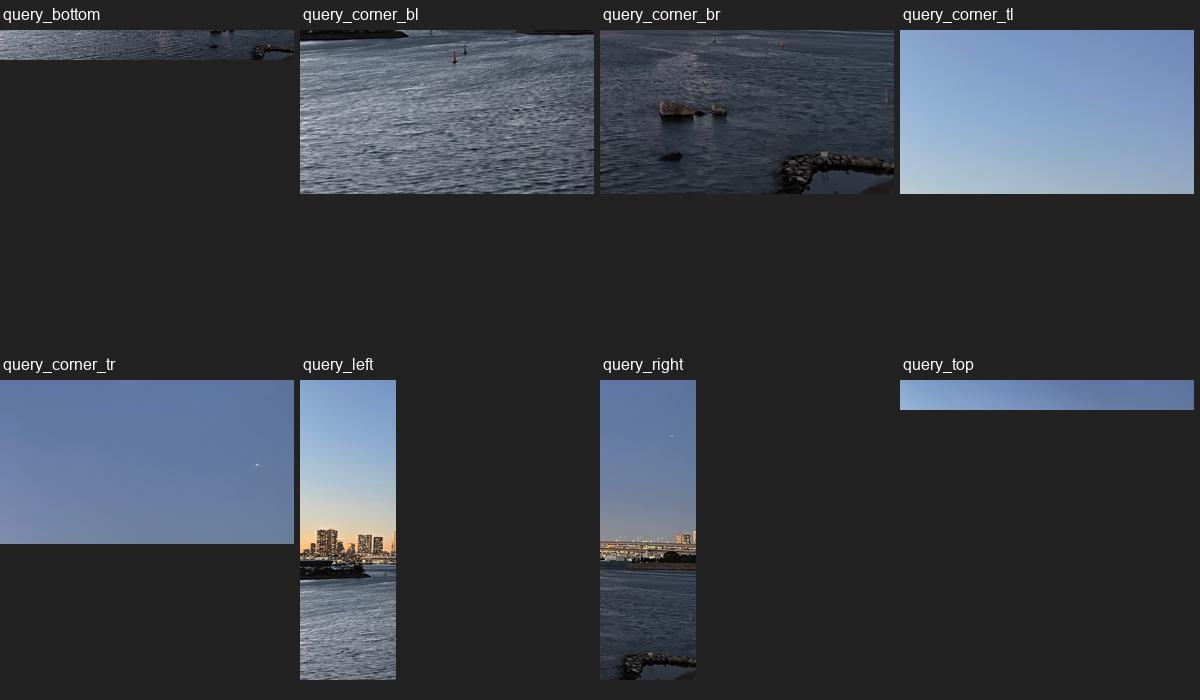 query_bottom
query_corner_bl
query_corner_br
query_corner_tl
query_corner_tr
query_left
query_right
query_top